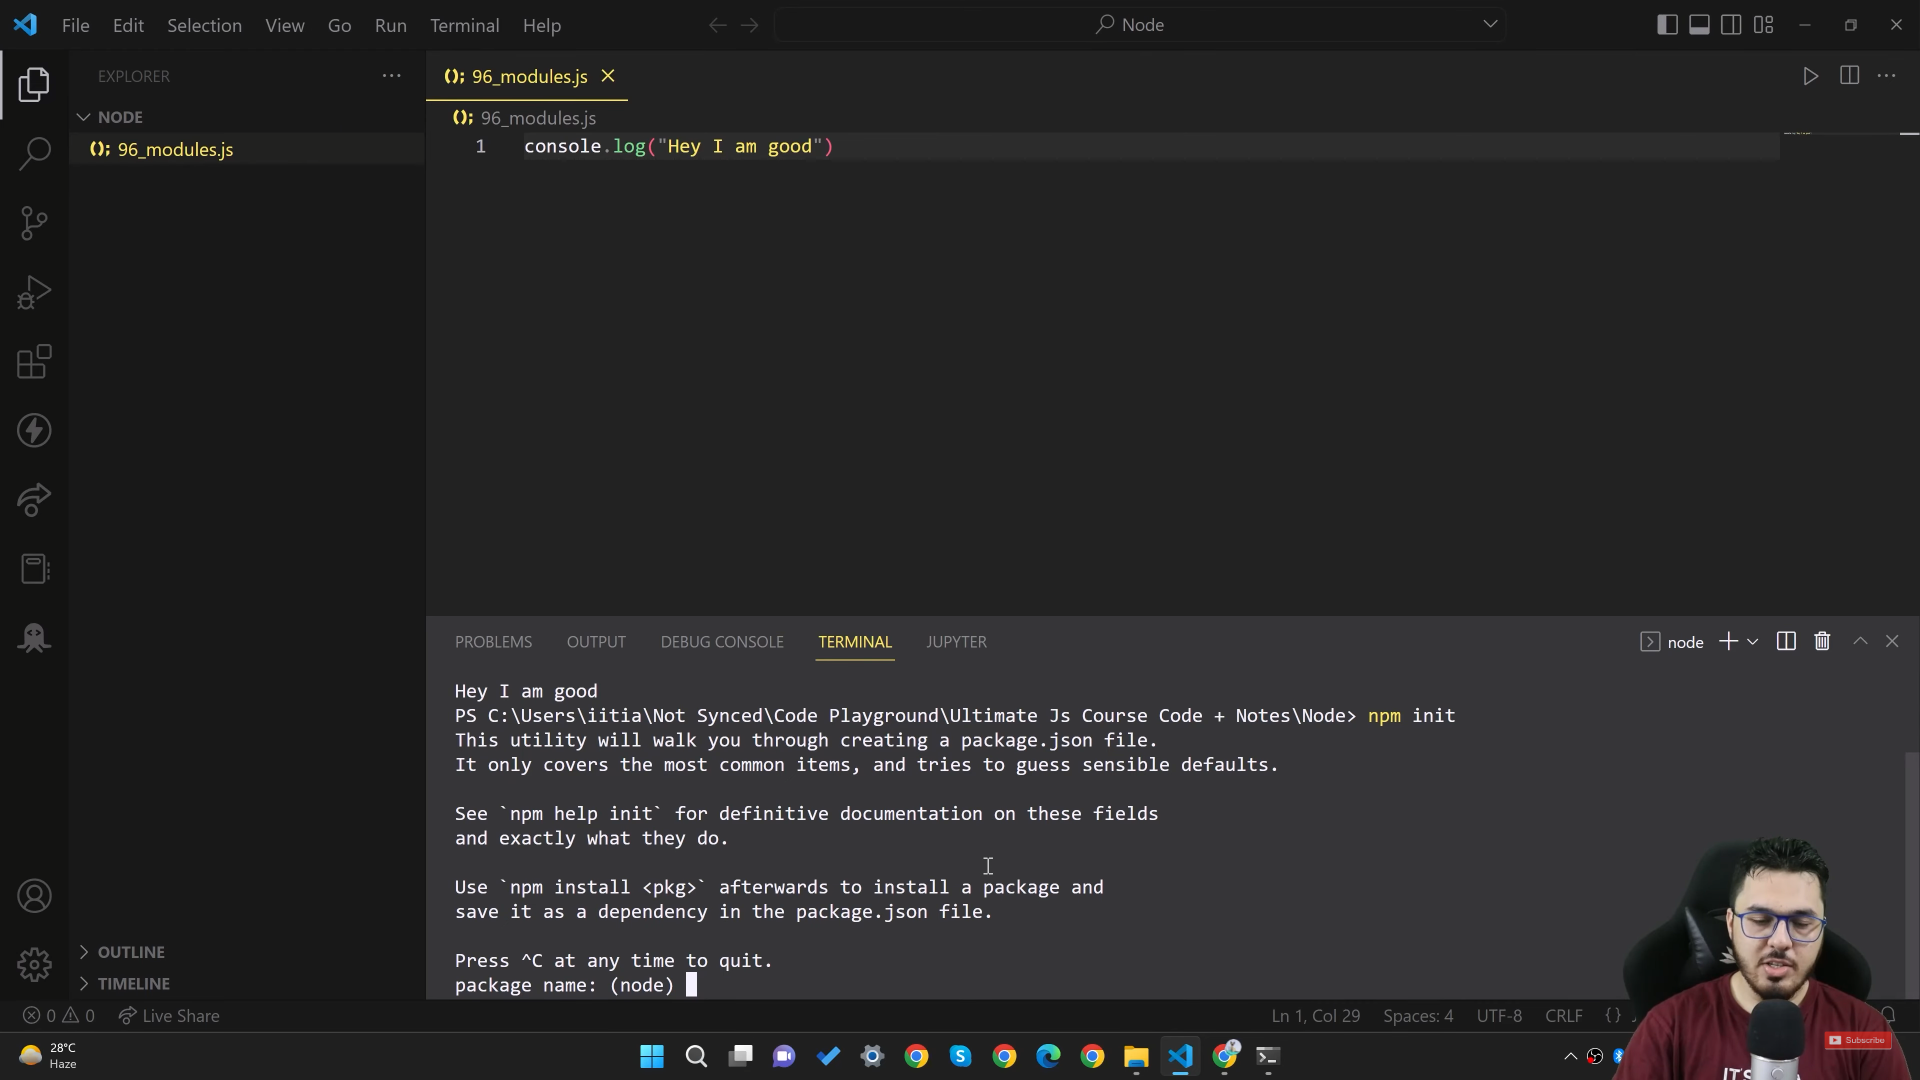 File Edit Selection View Go Run Terminal Help
Node
EXPLORER
NODE
96_modules.js
OUTLINE
TIMELINE
96_modules.js
96_modules.js
1 console.log("Hey I am good")
PROBLEMS OUTPUT DEBUG CONSOLE TERMINAL JUPYTER
node
Hey I am good
PS C:\Users\iitia\Not Synced\Code Playground\Ultimate Js Course Code + Notes\Node> npm init
This utility will walk you through creating a package.json file.
It only covers the most common items, and tries to guess sensible defaults.
See `npm help init` for definitive documentation on these fields
and exactly what they do.
Use `npm install <pkg>` afterwards to install a package and
save it as a dependency in the package.json file.
Press ^C at any time to quit.
package name: (node)
0 0 Live Share
Ln 1, Col 29 Spaces: 4 UTF-8 CRLF { }
28°C
Haze
Subscribe
IT'S